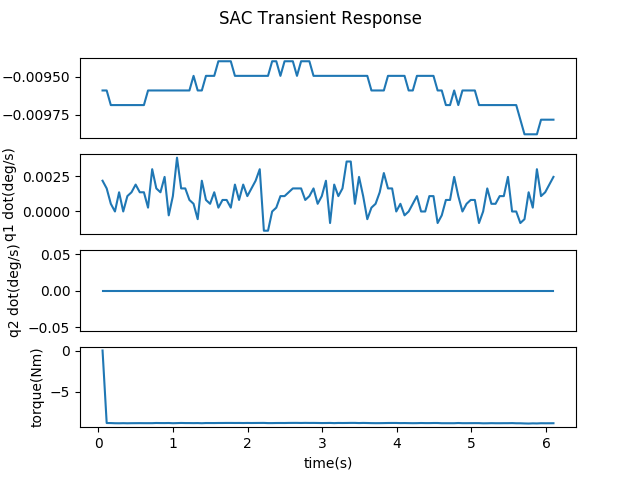 SAC Transient Response
−0.00950
−0.00975
q1 dot(deg/s)
0.0025
0.0000
q2 dot(deg/s)
0.05
0.00
−0.05
torque(Nm)
0
−5
0 1 2 3 4 5 6
time(s)